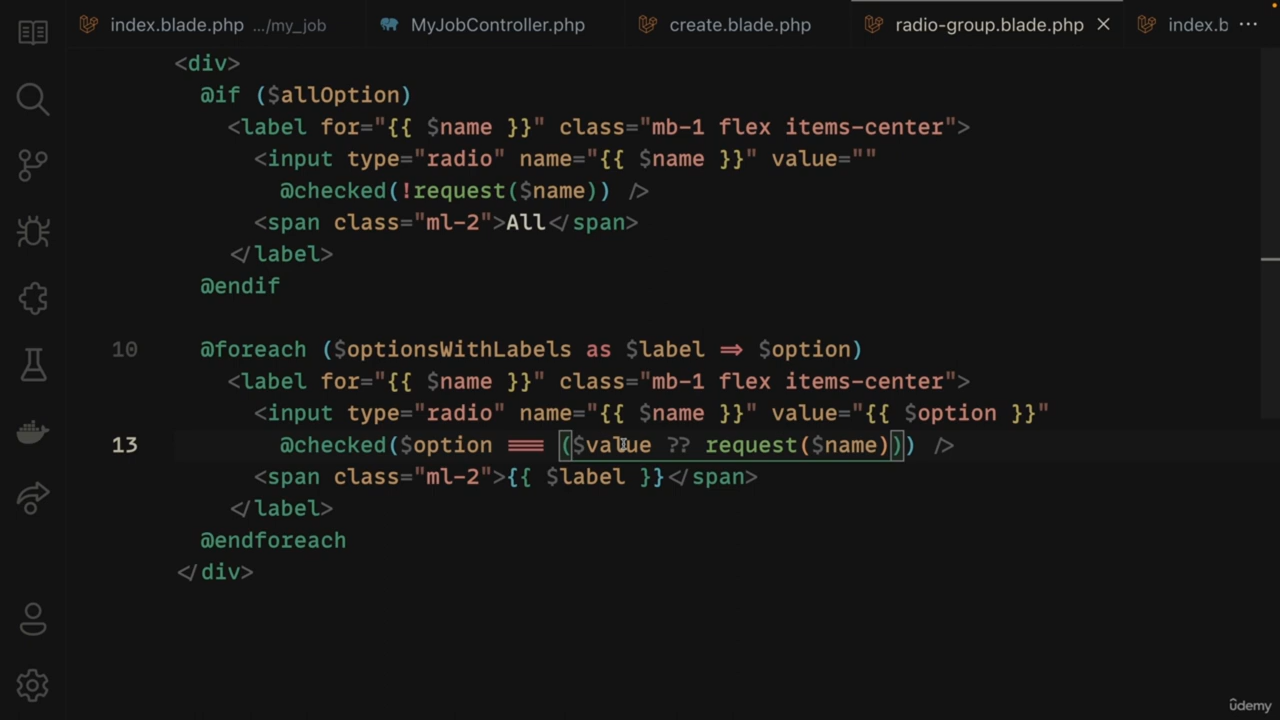 index.blade.php .../my_job MyJobController.php create.blade.php radio-group.blade.php index.b
<div>
@if ($allOption)
<label for="{{ $name }}" class="mb-1 flex items-center">
<input type="radio" name="{{ $name }}" value=""
@checked(!request($name)) />
<span class="ml-2">All</span>
</label>
@endif
10 @foreach ($optionsWithLabels as $label => $option)
<label for="{{ $name }}" class="mb-1 flex items-center">
<input type="radio" name="{{ $name }}" value="{{ $option }}"
13 @checked($option === ($value ?? request($name))) />
<span class="ml-2">{{ $label }}</span>
</label>
@endforeach
</div>
ûdemy